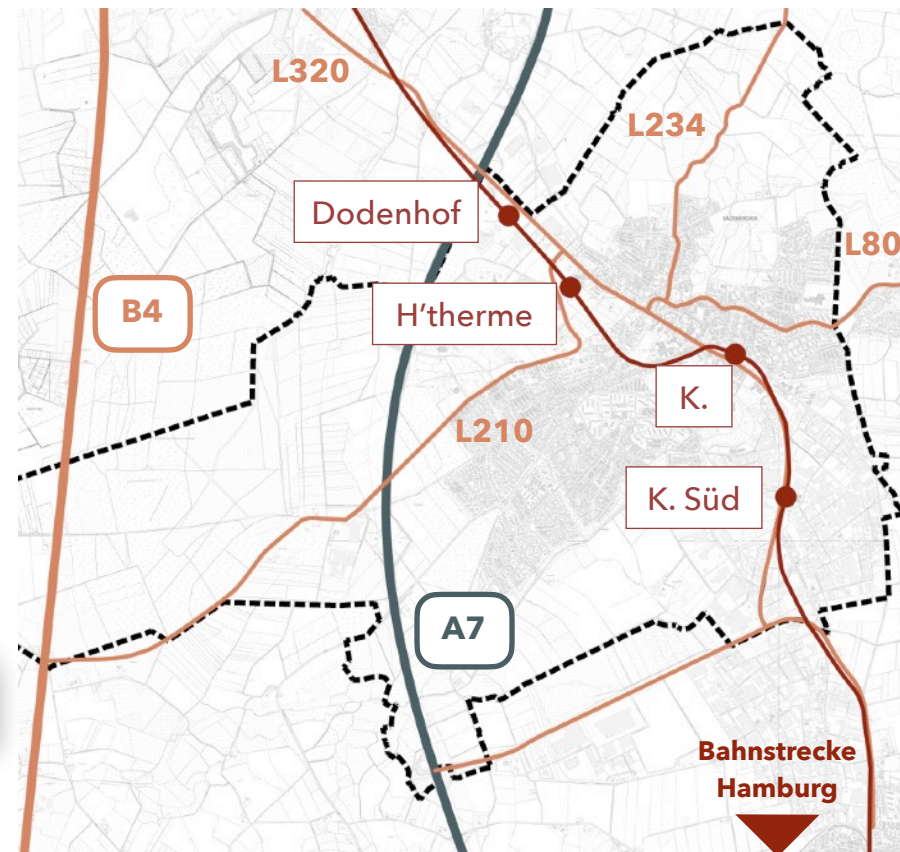 L320
L234
Dodenhof
L80
B4
H'therme
K.
L210
K. Süd
A7
Bahnstrecke
Hamburg